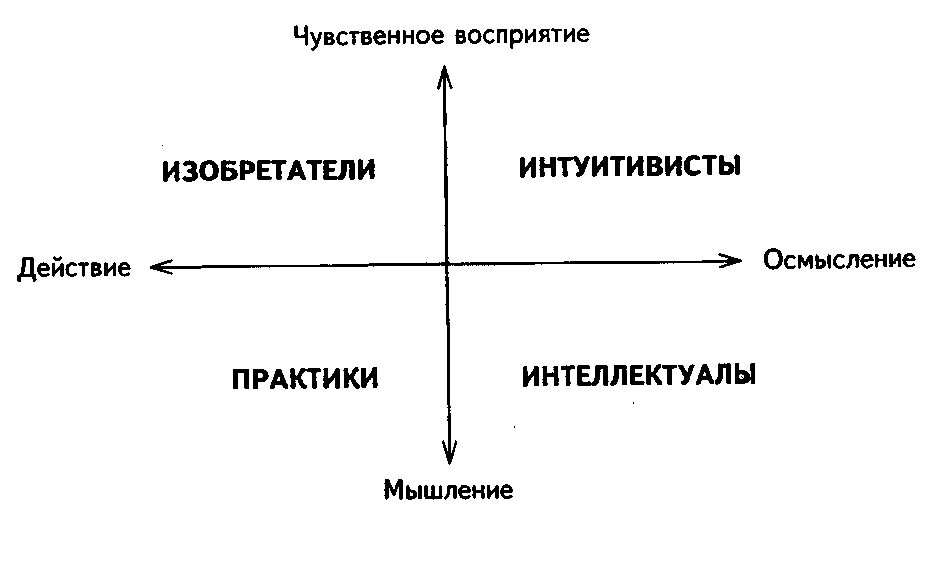 Чувственное восприятие
ИЗОБРЕТАТЕЛИ ИНТУИТИВИСТЫ
Действие Осмысление
ПРАКТИКИ ИНТЕЛЛЕКТУАЛЫ
Мышление